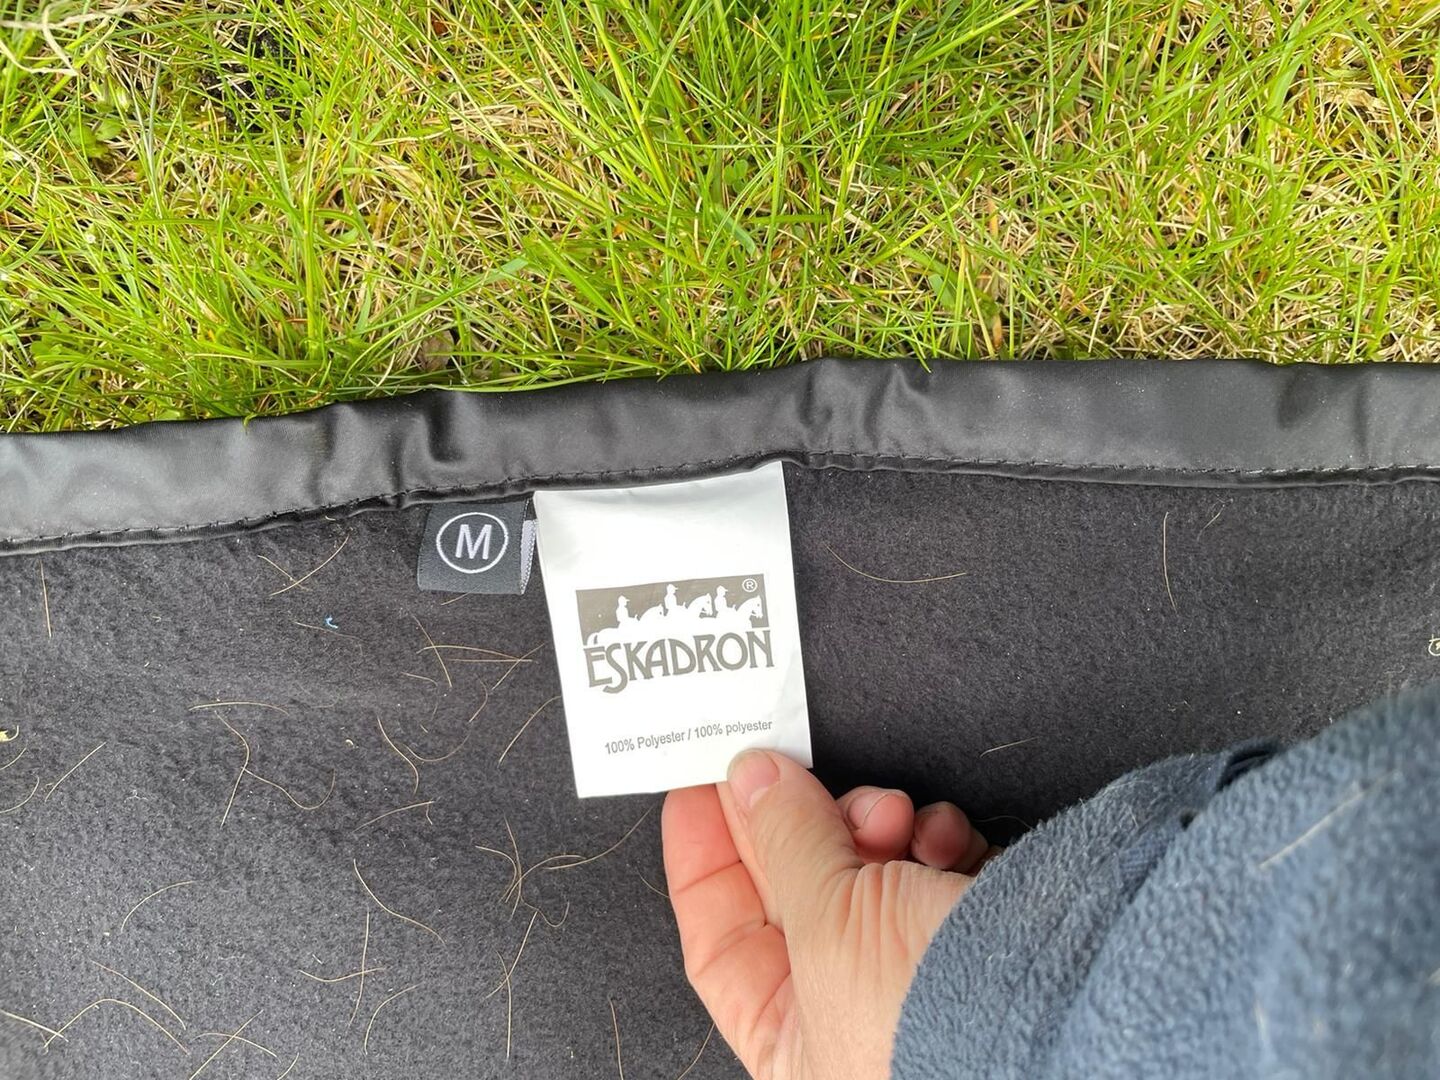 M
®
ESKADRON
100% Polyester / 100% polyester